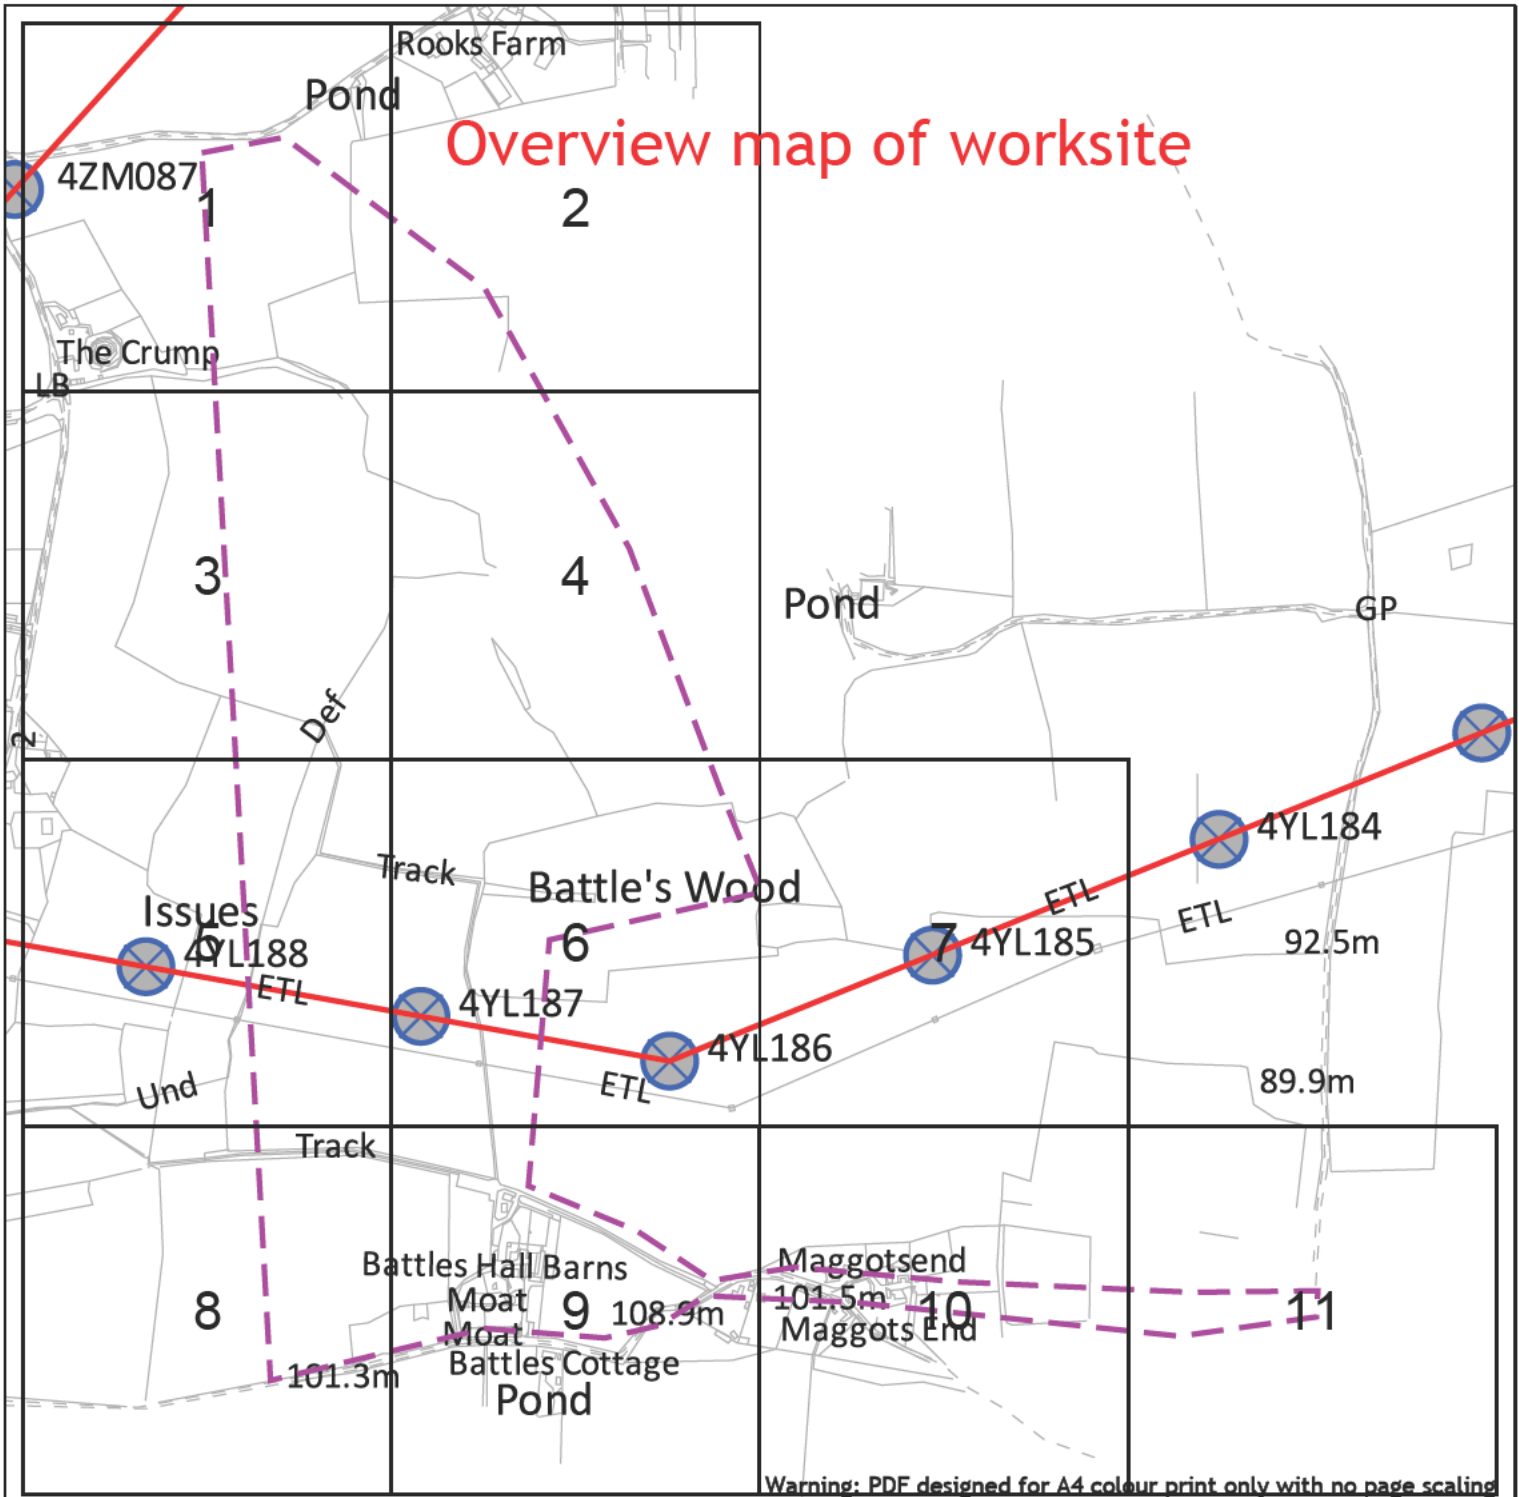 Rooks Farm
Pond
Overview map of worksite
4ZM087
1
2
The Crump
LB
3
4
Pond
GP
Def
2
4YL184
Track
Battle's Wood
ETL
ETL
Issues
5
6
7
4YL185
92.5m
4YL188
ETL
4YL187
4YL186
ETL
89.9m
Und
Track
Battles Hall Barns
Maggotsend
Moat
101.5m
8
9
108.9m
10
11
Moat
Maggots End
Battles Cottage
101.3m
Pond
Warning: PDF designed for A4 colour print only with no page scaling